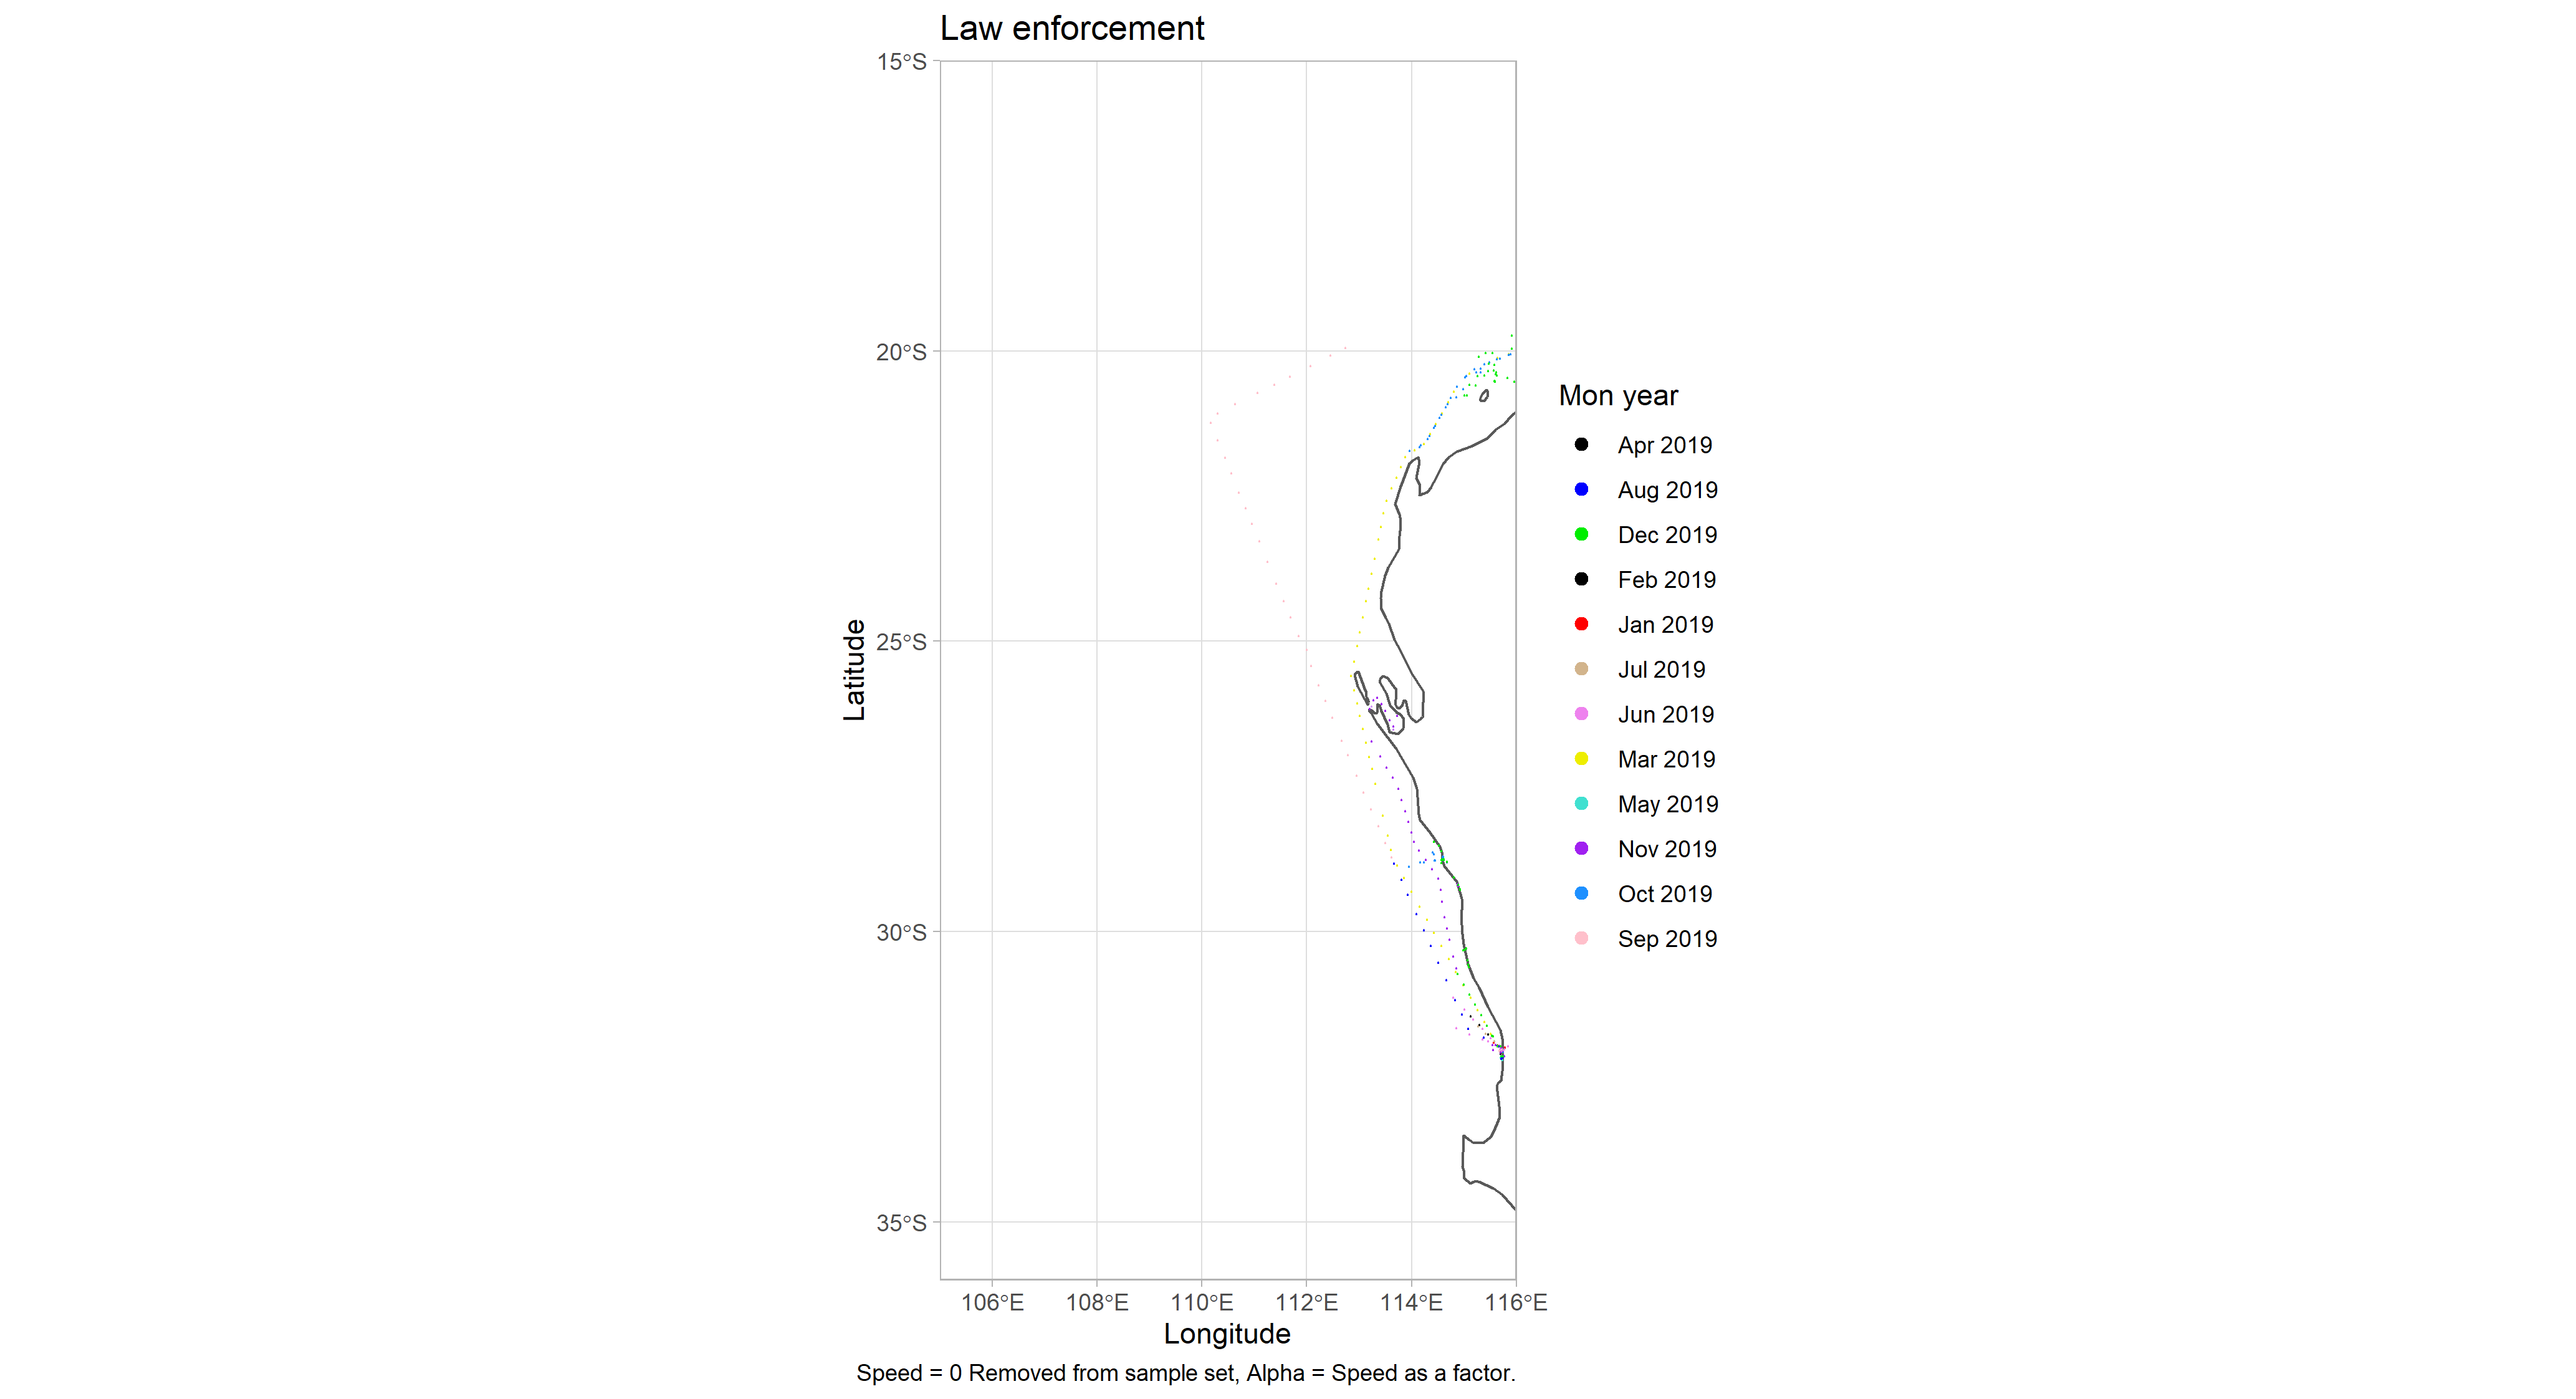 Law enforcement
15°S
20°S
25°S
30°S
35°S
Latitude
106°E 108°E 110°E 112°E 114°E 116°E
Longitude
Speed = 0 Removed from sample set, Alpha = Speed as a factor.
Mon year
Apr 2019
Aug 2019
Dec 2019
Feb 2019
Jan 2019
Jul 2019
Jun 2019
Mar 2019
May 2019
Nov 2019
Oct 2019
Sep 2019